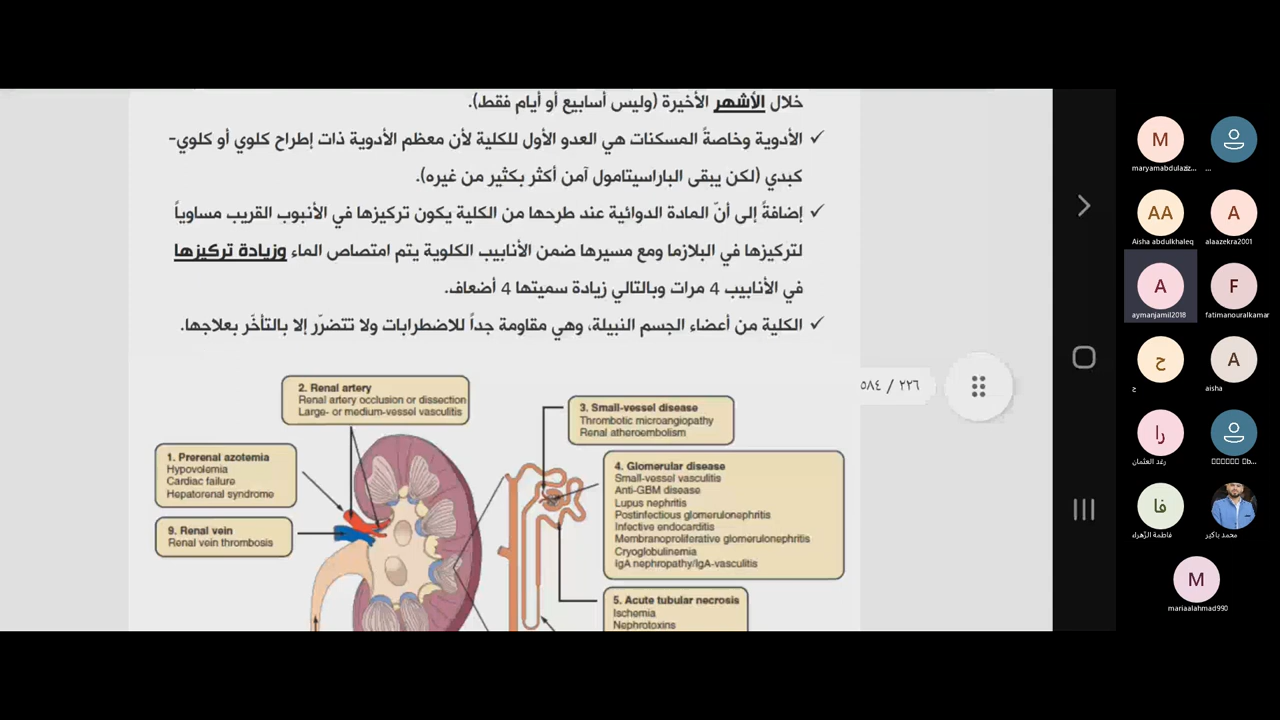 خلال الأشهر الأخيرة (وليس أسابيع أو أيام فقط).
✓ الأدوية وخاصةً المسكنات هي العدو الأول للكلية لأن معظم الأدوية ذات إطراح كلوي أو كلوي-
كبدي (لكن يبقى الباراسيتامول آمن أكثر بكثير من غيره).
✓ إضافةً إلى أنّ المادة الدوائية عند طرحها من الكلية يكون تركيزها في الأنبوب القريب مساوياً
لتركيزها في البلازما ومع مسيرها ضمن الأنابيب الكلوية يتم امتصاص الماء وزيادة تركيزها
في الأنابيب 4 مرات وبالتالي زيادة سميتها 4 أضعاف.
✓ الكلية من أعضاء الجسم النبيلة، وهي مقاومة جداً للاضطرابات ولا تتضرّر إلا بالتأخّر بعلاجها.
2. Renal artery
Renal artery occlusion or dissection
Large- or medium-vessel vasculitis
1. Prerenal azotemia
Hypovolemia
Cardiac failure
Hepatorenal syndrome
9. Renal vein
Renal vein thrombosis
3. Small-vessel disease
Thrombotic microangiopathy
Renal atheroembolism
4. Glomerular disease
Small-vessel vasculitis
Anti-GBM disease
Lupus nephritis
Postinfectious glomerulonephritis
Infective endocarditis
Membranoproliferative glomerulonephritis
Cryoglobulinemia
IgA nephropathy/IgA-vasculitis
5. Acute tubular necrosis
Ischemia
Nephrotoxins
٢٢٦ / ٥٨٤
M
maryamabdulaziz...
...
AA
Aisha abdulkhaleq
A
alaazekra2001
A
aymanjamil2018
F
fatimanouralkamar
ح
ح
A
aisha
را
رغد العثمان
b...
فا
فاطمة الزهراء
محمد باكير
M
mariaalahmad990